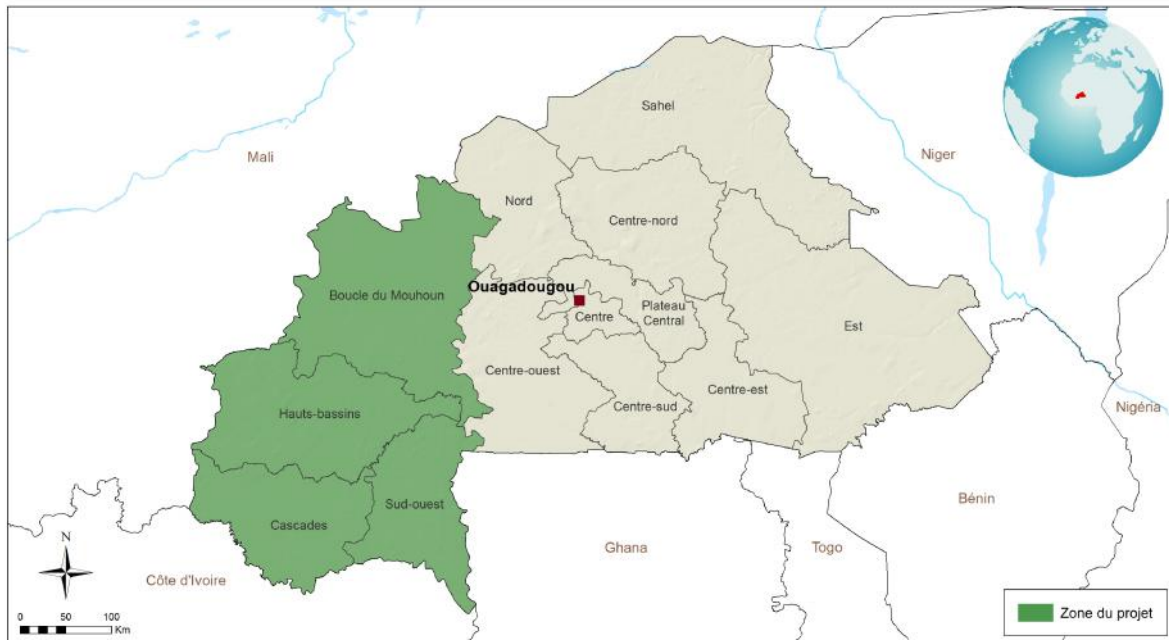 Sahel
Mali
Niger
Nord
Centre-nord
Boucle du Mouhoun
Ouagadougou
Centre
Plateau
Central
Est
Centre-ouest
Centre-sud
Centre-est
Nigéria
Hauts-bassins
Sud-ouest
Cascades
Bénin
Ghana
Togo
Côte d'Ivoire
N
0 50 100
Km
Zone du projet